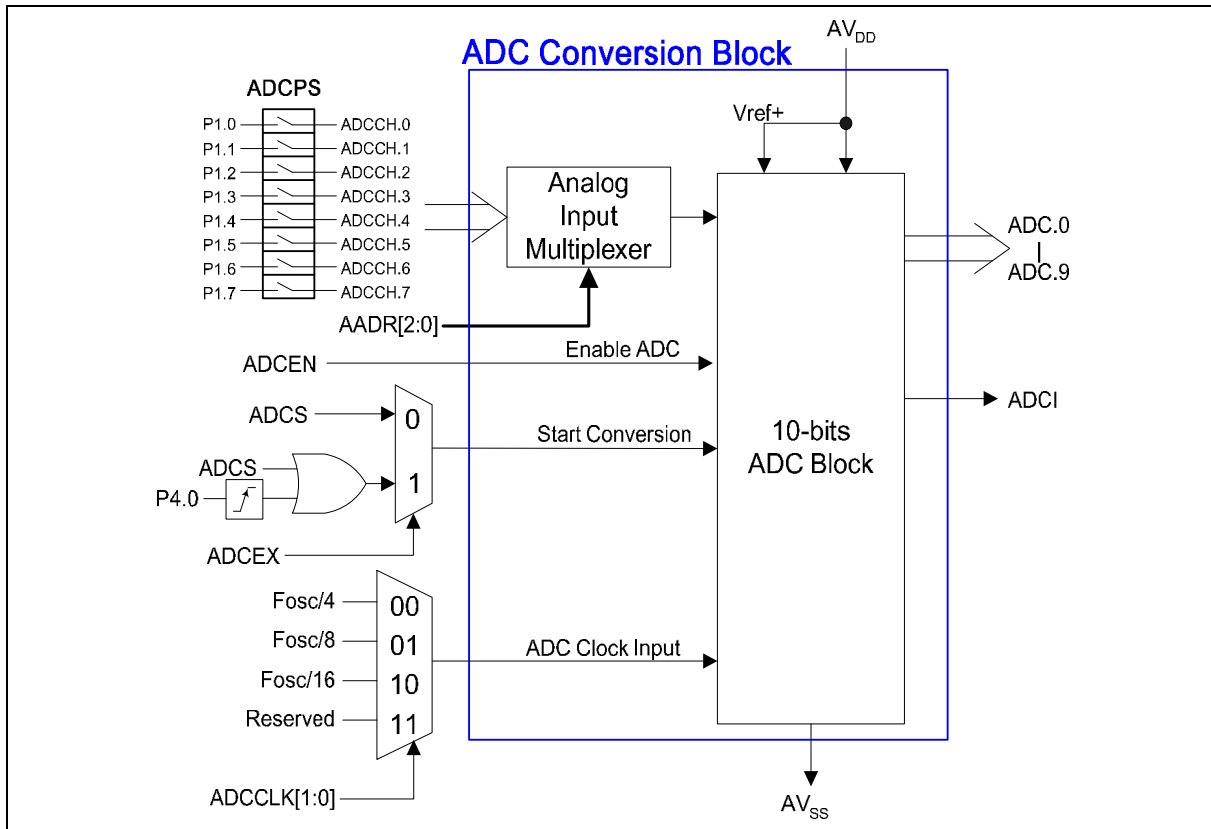 AVDD
ADC Conversion Block
ADCPS
Vref+
P1.0 ADCCH.0
P1.1 ADCCH.1
P1.2 ADCCH.2
P1.3 ADCCH.3
P1.4 ADCCH.4
P1.5 ADCCH.5
P1.6 ADCCH.6
P1.7 ADCCH.7
Analog
Input
Multiplexer
ADC.0
ADC.9
AADR[2:0]
ADCEN
Enable ADC
ADCS
0
Start Conversion
ADCS
1
P4.0
ADCEX
10-bits
ADC Block
ADCI
Fosc/4 00
Fosc/8 01
Fosc/16 10
Reserved 11
ADC Clock Input
ADCCLK[1:0]
AVSS